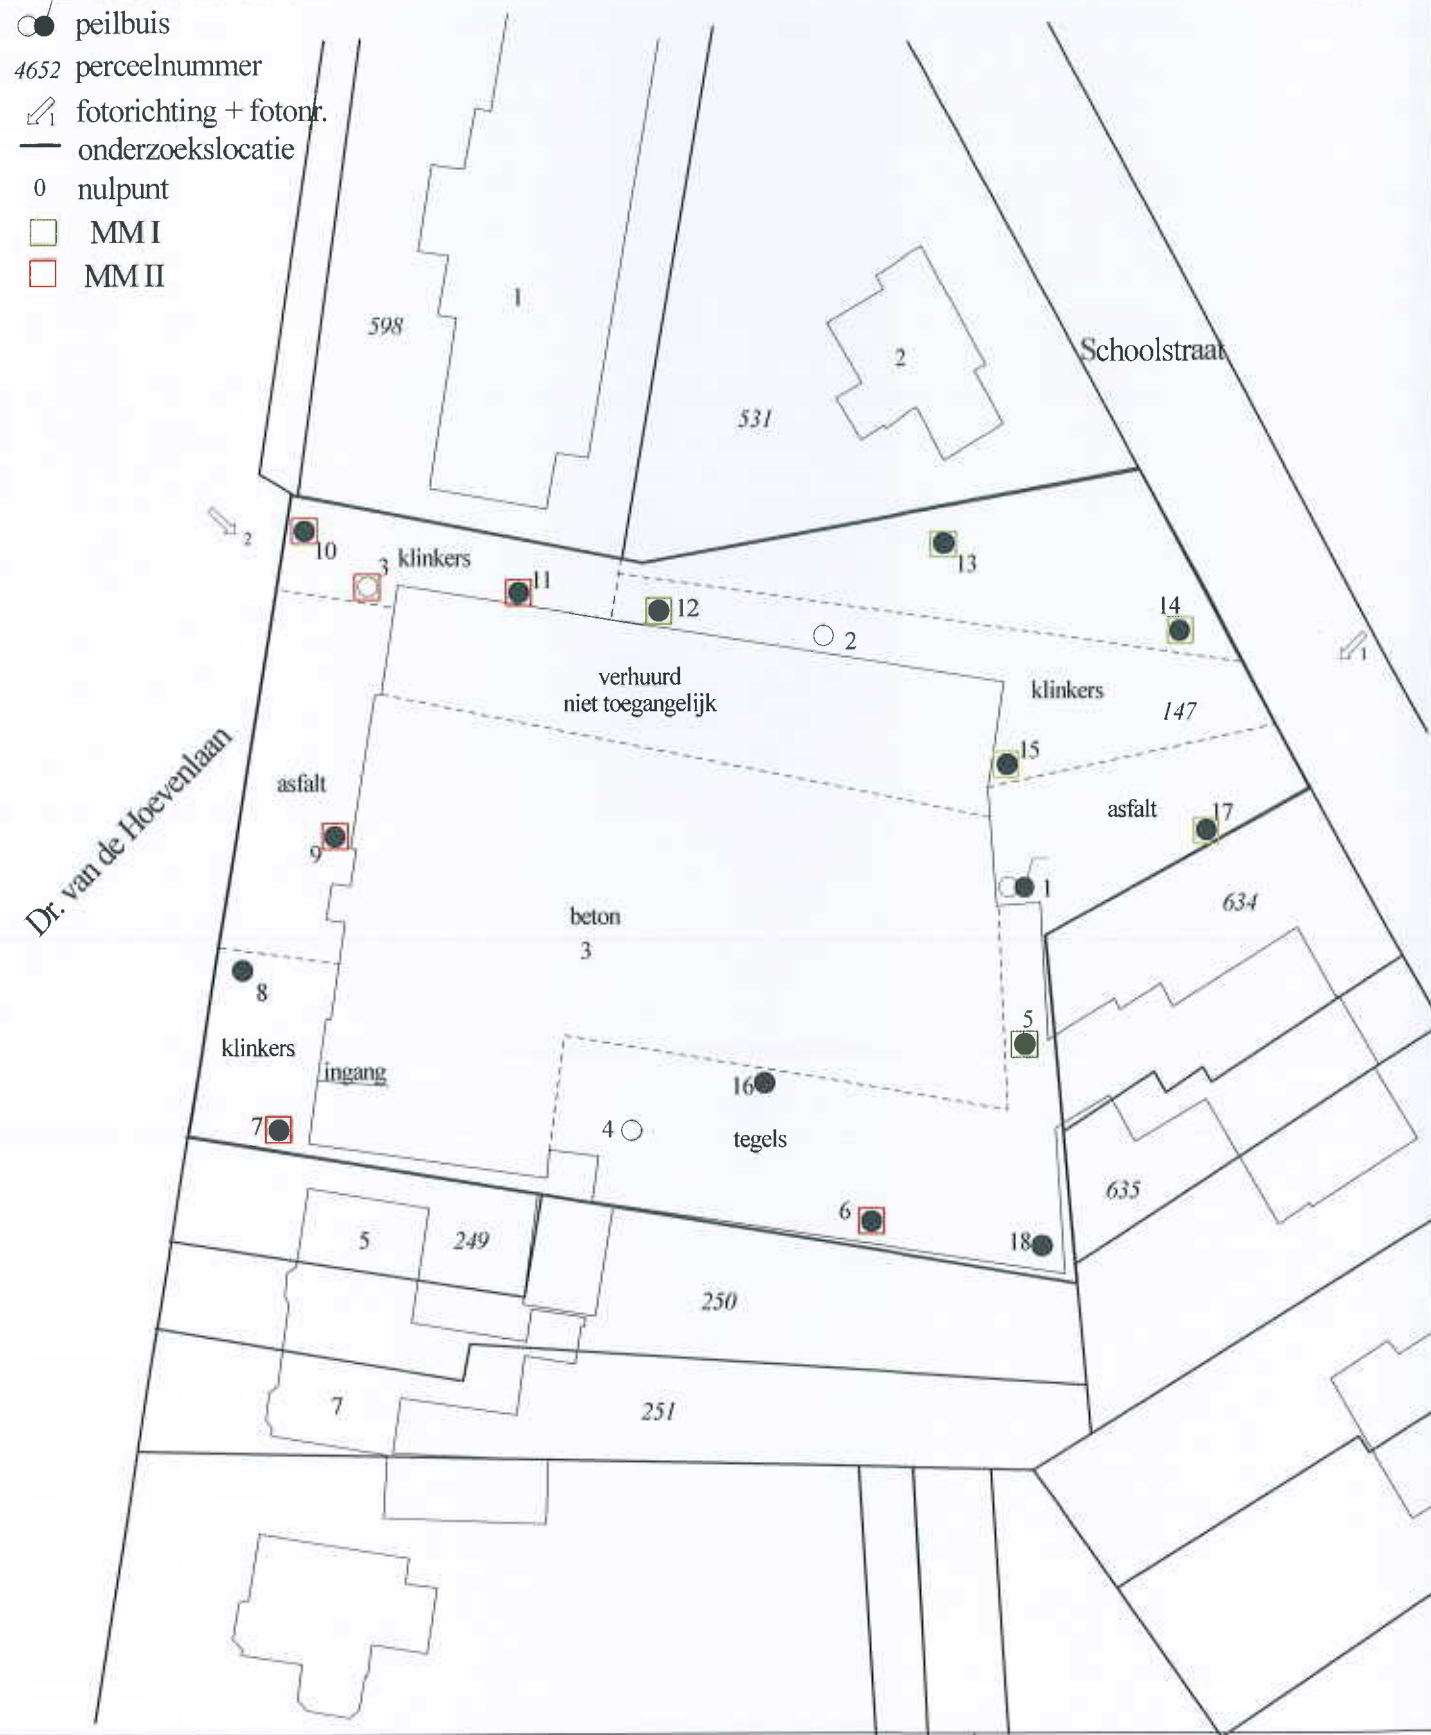 peilbuis
4652 perceelnummer
1 fotorichting + fotonr.
onderzoekslocatie
0 nulpunt
MM I
MM II
598
1
2
531
Schoolstraat
2
10
3
klinkers
11
12
2
13
14
1
verhuurd
niet toegangelijk
klinkers
147
15
asfalt
17
Dr. van de Hoevenlaan
asfalt
9
1
634
beton
3
8
klinkers
ingang
5
16
7
4
tegels
635
6
18
5
249
250
7
251